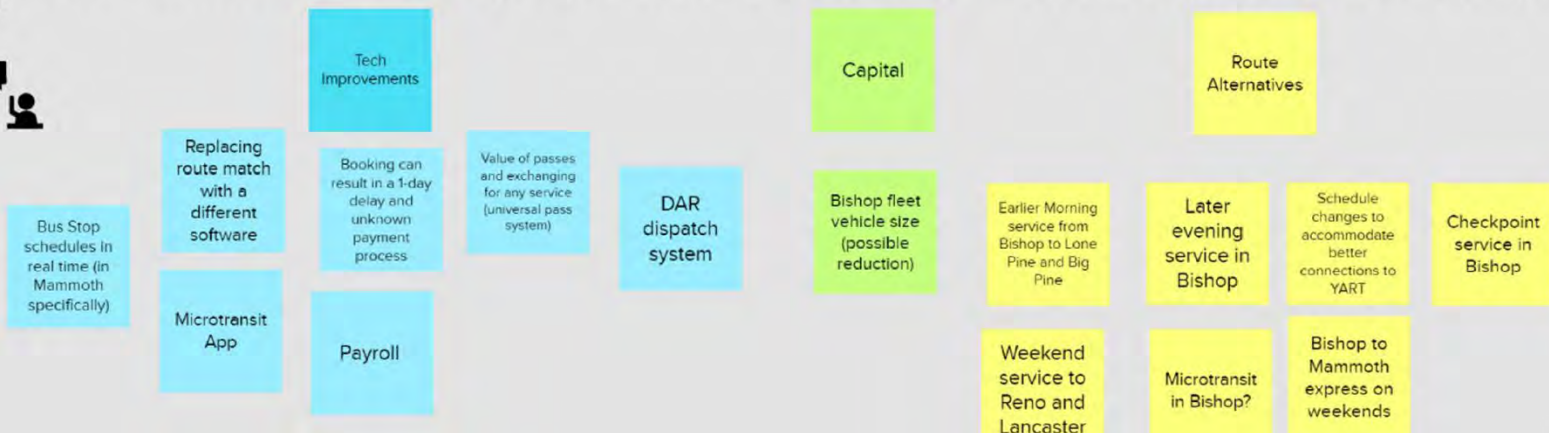 Tech
Improvements
Capital
Route
Alternatives
Bus Stop
schedules in
real time (in
Mammoth
specifically)
Replacing
route match
with a
different
software
Booking can
result in a 1-day
delay and
unknown
payment
process
Value of passes
and exchanging
for any service
(universal pass
system)
DAR
dispatch
system
Bishop fleet
vehicle size
(possible
reduction)
Earlier Morning
service from
Bishop to Lone
Pine and Big
Pine
Later
evening
service in
Bishop
Schedule
changes to
accommodate
better
connections to
YART
Checkpoint
service in
Bishop
Microtransit
App
Payroll
Weekend
service to
Reno and
Lancaster
Microtransit
in Bishop?
Bishop to
Mammoth
express on
weekends